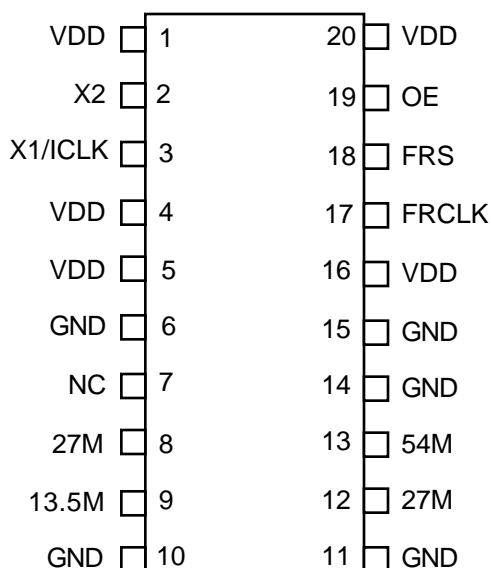 VDD 1 20 VDD
X2 2 19 OE
X1/ICLK 3 18 FRS
VDD 4 17 FRCLK
VDD 5 16 VDD
GND 6 15 GND
NC 7 14 GND
27M 8 13 54M
13.5M 9 12 27M
GND 10 11 GND